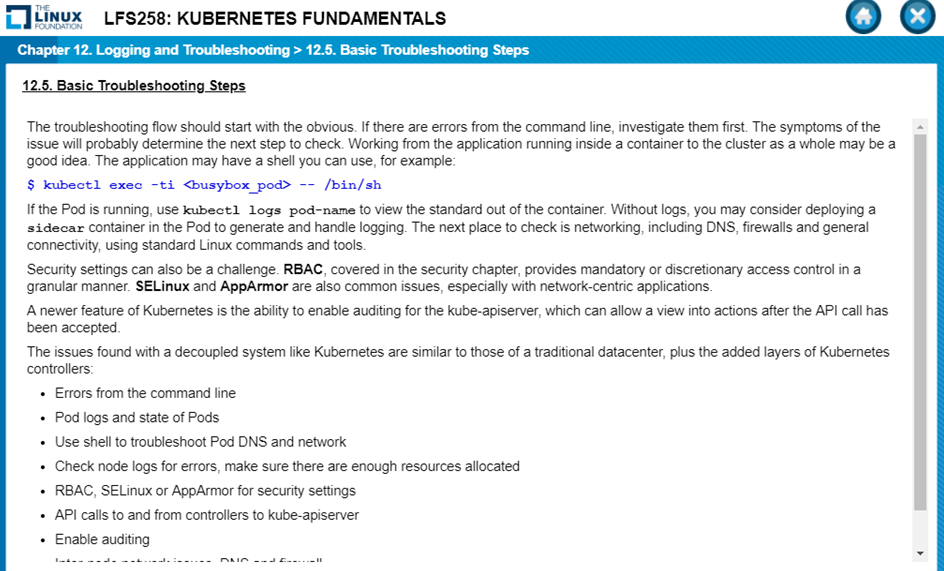 THE
LINUX
FOUNDATION
LFS258: KUBERNETES FUNDAMENTALS
Chapter 12. Logging and Troubleshooting > 12.5. Basic Troubleshooting Steps
12.5. Basic Troubleshooting Steps
The troubleshooting flow should start with the obvious. If there are errors from the command line, investigate them first. The symptoms of the
issue will probably determine the next step to check. Working from the application running inside a container to the cluster as a whole may be a
good idea. The application may have a shell you can use, for example:
$ kubectl exec -ti <busybox_pod> -- /bin/sh
If the Pod is running, use kubectl logs pod-name to view the standard out of the container. Without logs, you may consider deploying a
sidecar container in the Pod to generate and handle logging. The next place to check is networking, including DNS, firewalls and general
connectivity, using standard Linux commands and tools.
Security settings can also be a challenge. RBAC, covered in the security chapter, provides mandatory or discretionary access control in a
granular manner. SELinux and AppArmor are also common issues, especially with network-centric applications.
A newer feature of Kubernetes is the ability to enable auditing for the kube-apiserver, which can allow a view into actions after the API call has
been accepted.
The issues found with a decoupled system like Kubernetes are similar to those of a traditional datacenter, plus the added layers of Kubernetes
controllers:
• Errors from the command line
• Pod logs and state of Pods
• Use shell to troubleshoot Pod DNS and network
• Check node logs for errors, make sure there are enough resources allocated
• RBAC, SELinux or AppArmor for security settings
• API calls to and from controllers to kube-apiserver
• Enable auditing
Inter-node network issues, DNS and firewall